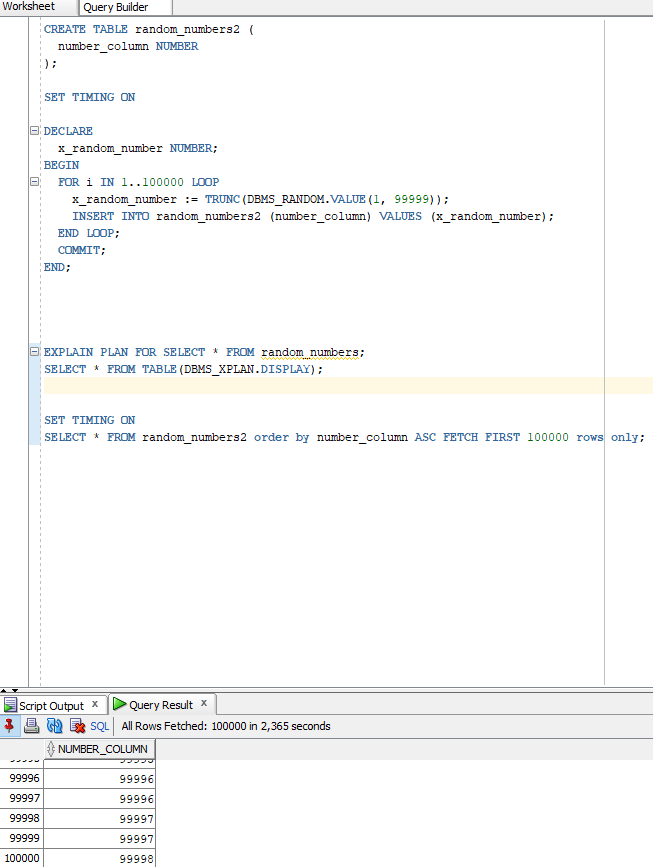 Worksheet Query Builder
CREATE TABLE random_numbers2 (
number_column NUMBER
);
SET TIMING ON
DECLARE
x_random_number NUMBER;
BEGIN
FOR i IN 1..100000 LOOP
x_random_number := TRUNC(DBMS_RANDOM.VALUE(1, 99999));
INSERT INTO random_numbers2 (number_column) VALUES (x_random_number);
END LOOP;
COMMIT;
END;
EXPLAIN PLAN FOR SELECT * FROM random_numbers;
SELECT * FROM TABLE(DBMS_XPLAN.DISPLAY);
SET TIMING ON
SELECT * FROM random_numbers2 order by number_column ASC FETCH FIRST 100000 rows only;
Script Output x Query Result x
SQL All Rows Fetched: 100000 in 2,365 seconds
NUMBER_COLUMN
99996 99996
99997 99996
99998 99997
99999 99997
100000 99998